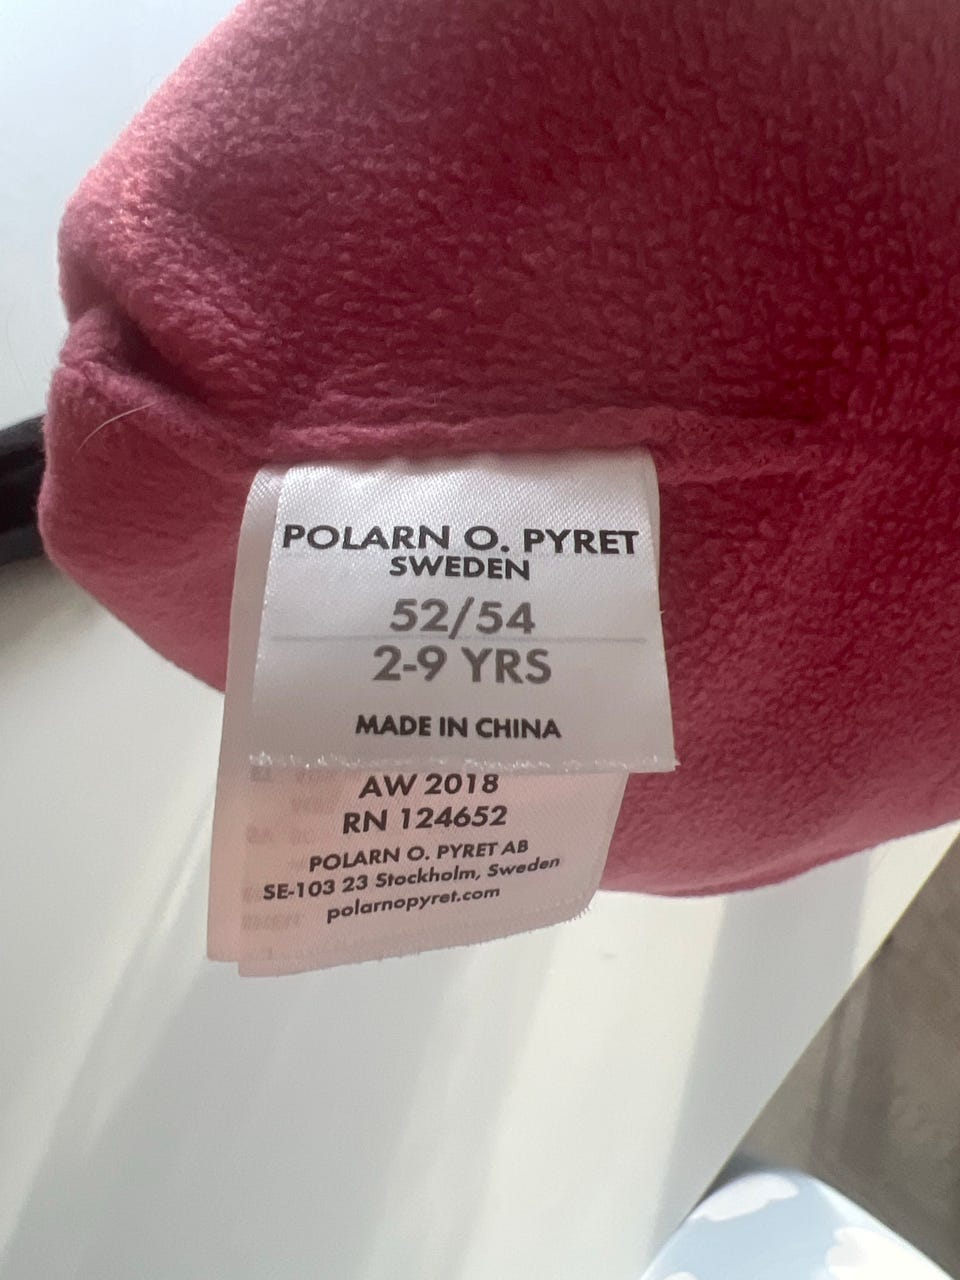 POLARN O. PYRET
SWEDEN
52/54
2-9 YRS
MADE IN CHINA
AW 2018
RN 124652
POLARN O. PYRET AB
SE-103 23 Stockholm, Sweden
polarnopyret.com